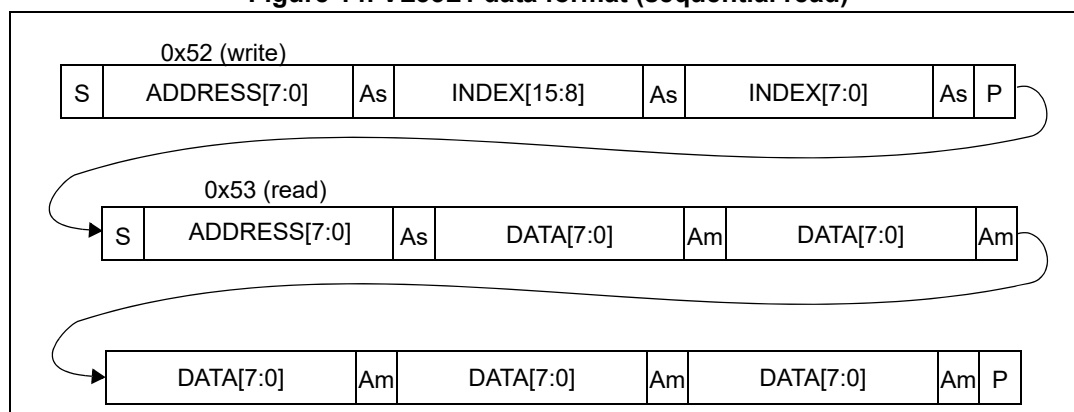 Figure data format (sequential read)
0x52 (write)
S ADDRESS[7:0] As INDEX[15:8] As INDEX[7:0] As P
0x53 (read)
S ADDRESS[7:0] As DATA[7:0] Am DATA[7:0] Am
DATA[7:0] Am DATA[7:0] Am DATA[7:0] Am P